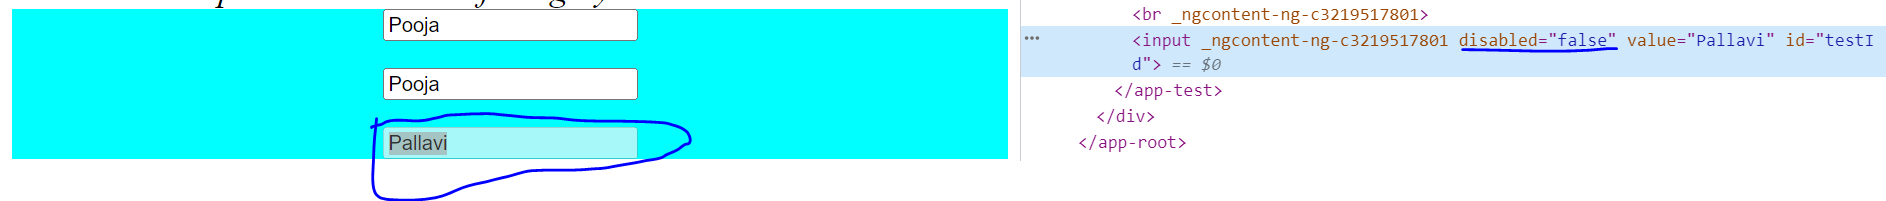 Pooja
Pooja
Pallavi
<br _ngcontent-ng-c3219517801>
<input _ngcontent-ng-c3219517801 disabled="false" value="Pallavi" id="testI
d"> == $0
</app-test>
</div>
</app-root>